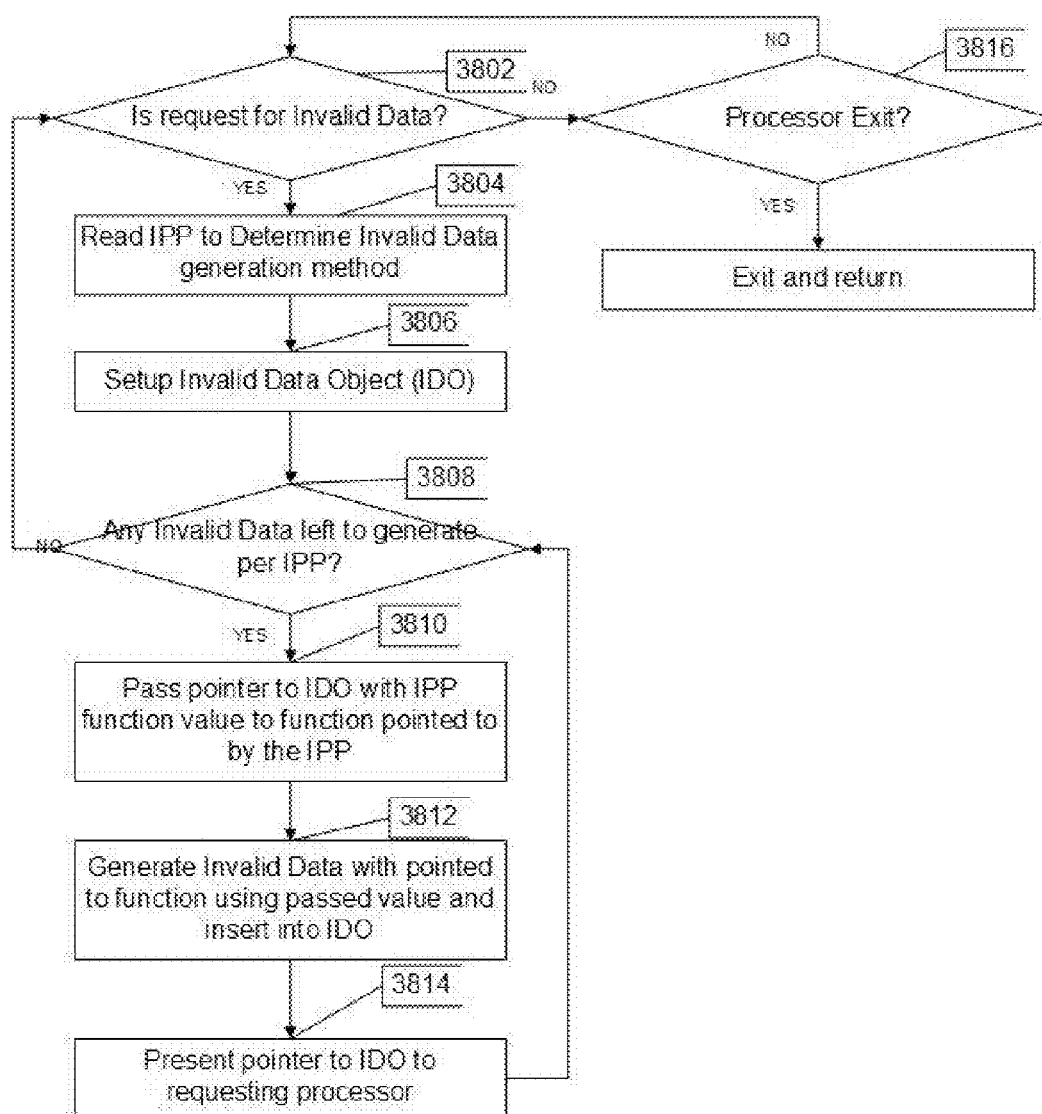 NO
3816
3802
NO
Is request for Invalid Data?
Processor Exit?
YES
3804
YES
Read IPP to Determine Invalid Data
generation method
Exit and return
3806
Setup Invalid Data Object (IDO)
3808
Any Invalid Data left to generate
per IPP?
NO
YES
3810
Pass pointer to IDO with IPP
function value to function pointed to
by the IPP
3812
Generate Invalid Data with pointed
to function using passed value and
insert into IDO
3814
Present pointer to IDO to
requesting processor